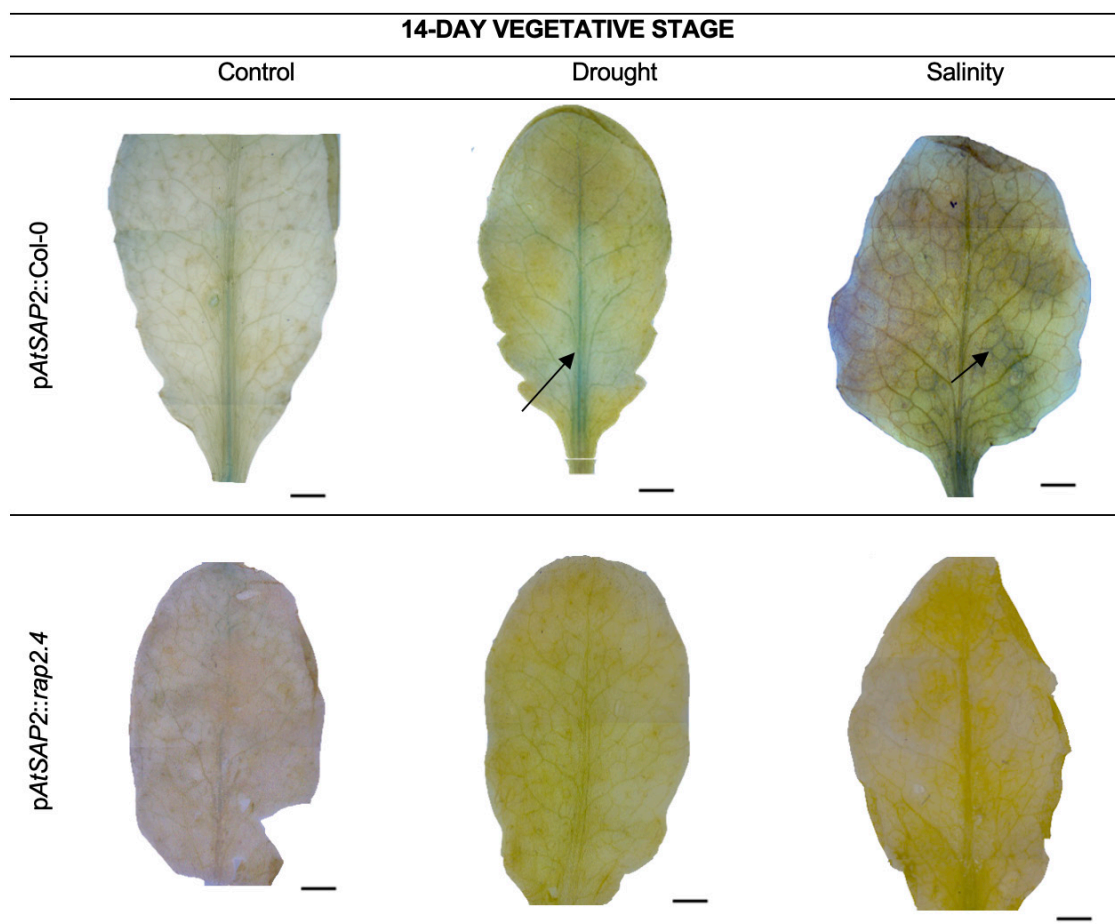 14-DAY VEGETATIVE STAGE
Control Drought Salinity
pAtSAP2::Col-0
pAtSAP2::rap2.4